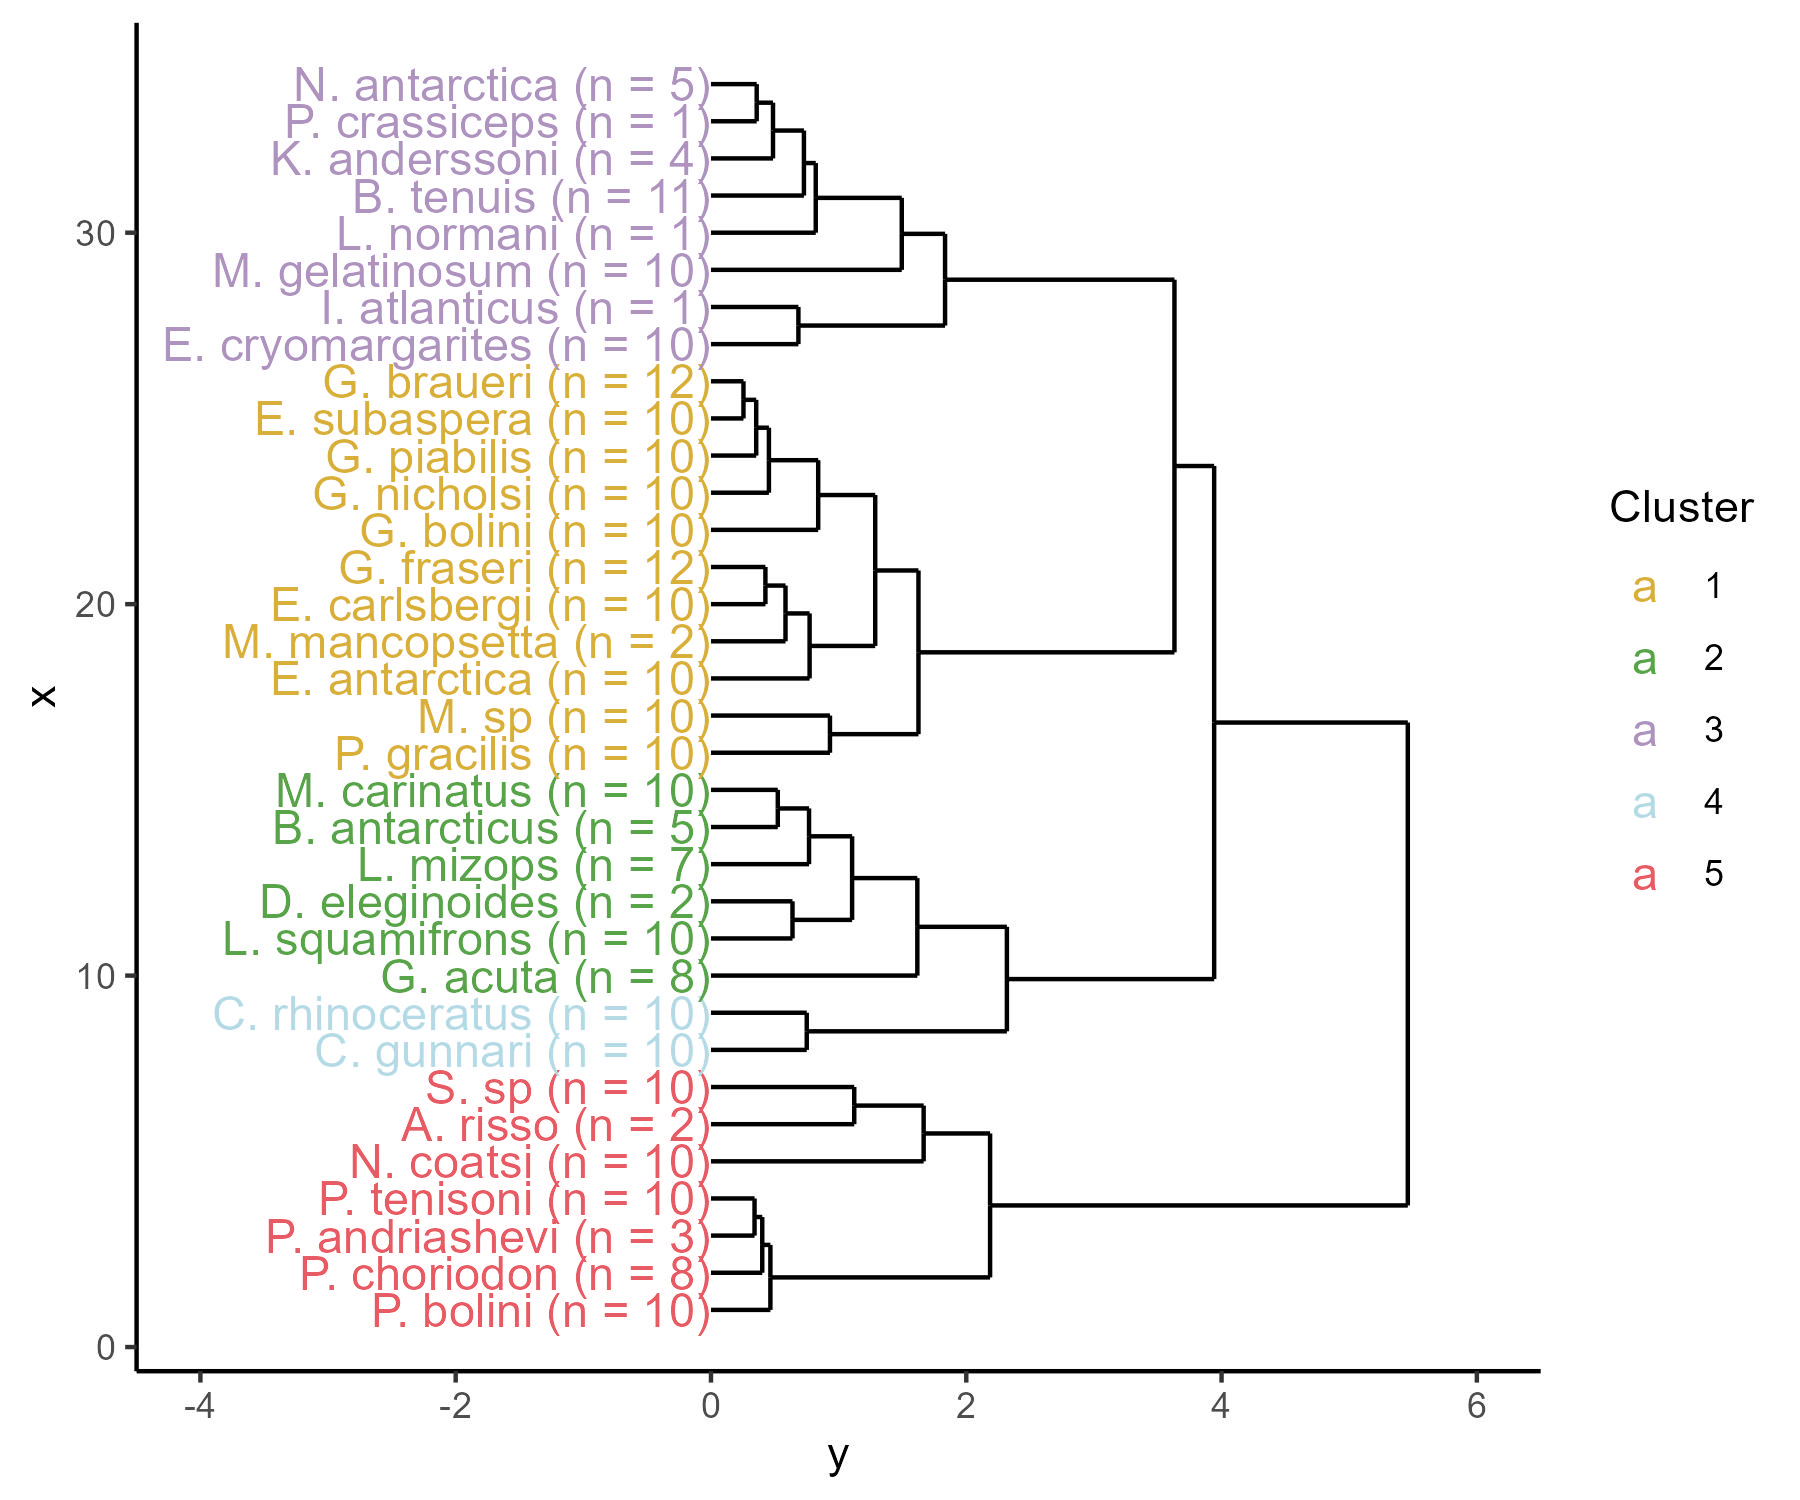 N. antarctica (n = 5)
P. crassiceps (n = 1)
K. anderssoni (n = 4)
B. tenuis (n = 11)
L. normani (n = 1)
M. gelatinosum (n = 10)
I. atlanticus (n = 1)
E. cryomargarites (n = 10)
G. braueri (n = 12)
E. subaspera (n = 10)
G. piabilis (n = 10)
G. nicholsi (n = 10)
G. bolini (n = 10)
G. fraseri (n = 12)
E. carlsbergi (n = 10)
M. mancopsetta (n = 2)
E. antarctica (n = 10)
M. sp (n = 10)
P. gracilis (n = 10)
M. carinatus (n = 10)
B. antarcticus (n = 5)
L. mizops (n = 7)
D. eleginoides (n = 2)
L. squamifrons (n = 10)
G. acuta (n = 8)
C. rhinoceratus (n = 10)
C. gunnari (n = 10)
S. sp (n = 10)
A. risso (n = 2)
N. coatsi (n = 10)
P. tenisoni (n = 10)
P. andriashevi (n = 3)
P. choriodon (n = 8)
P. bolini (n = 10)
30
20
10
0
x
-4 -2 0 2 4 6
y
Cluster
a 1
a 2
a 3
a 4
a 5